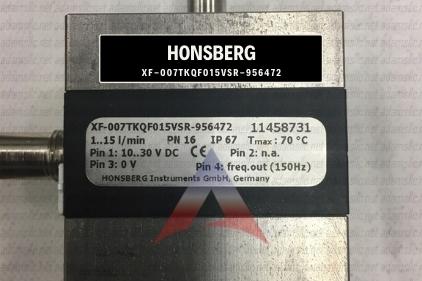 HONSBERG
XF-007TKQF015VSR-956472
XF-007TKQF015VSR-956472 11458731
1..15 l/min PN 16 IP 67 Tmax: 70 °C
Pin 1: 10..30 V DC CE Pin 2: n.a.
Pin 3: 0 V Pin 4: freq.out (150Hz)
HONSBERG Instruments GmbH, Germany